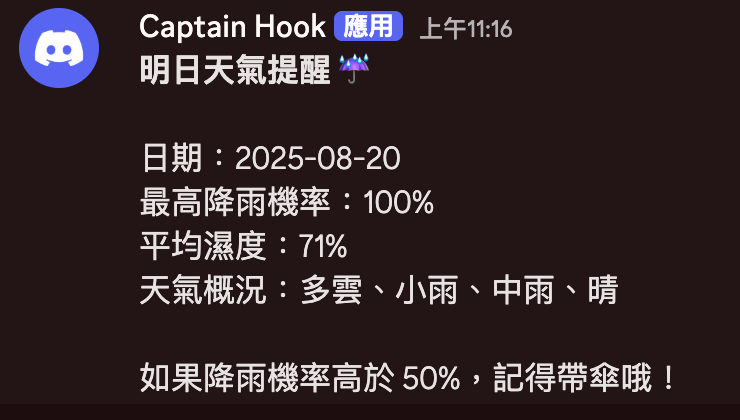 Captain Hook 應用 上午11:16
明日天氣提醒 ☔
日期：2025-08-20
最高降雨機率：100%
平均濕度：71%
天氣概況：多雲、小雨、中雨、晴
如果降雨機率高於 50%，記得帶傘哦！